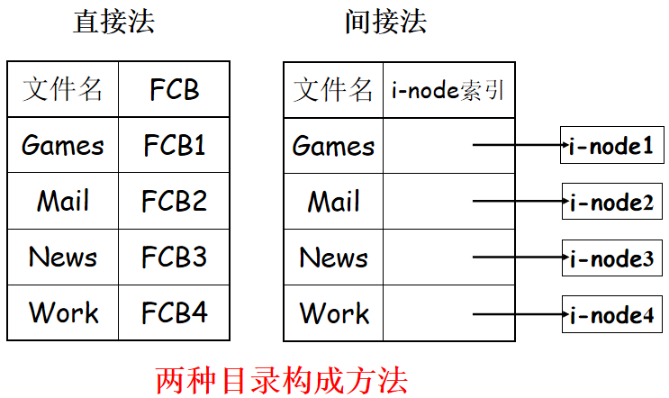 直接法 间接法
文件名 FCB 文件名 i-node索引
Games FCB1 Games i-node1
Mail FCB2 Mail i-node2
News FCB3 News i-node3
Work FCB4 Work i-node4
两种目录构成方法